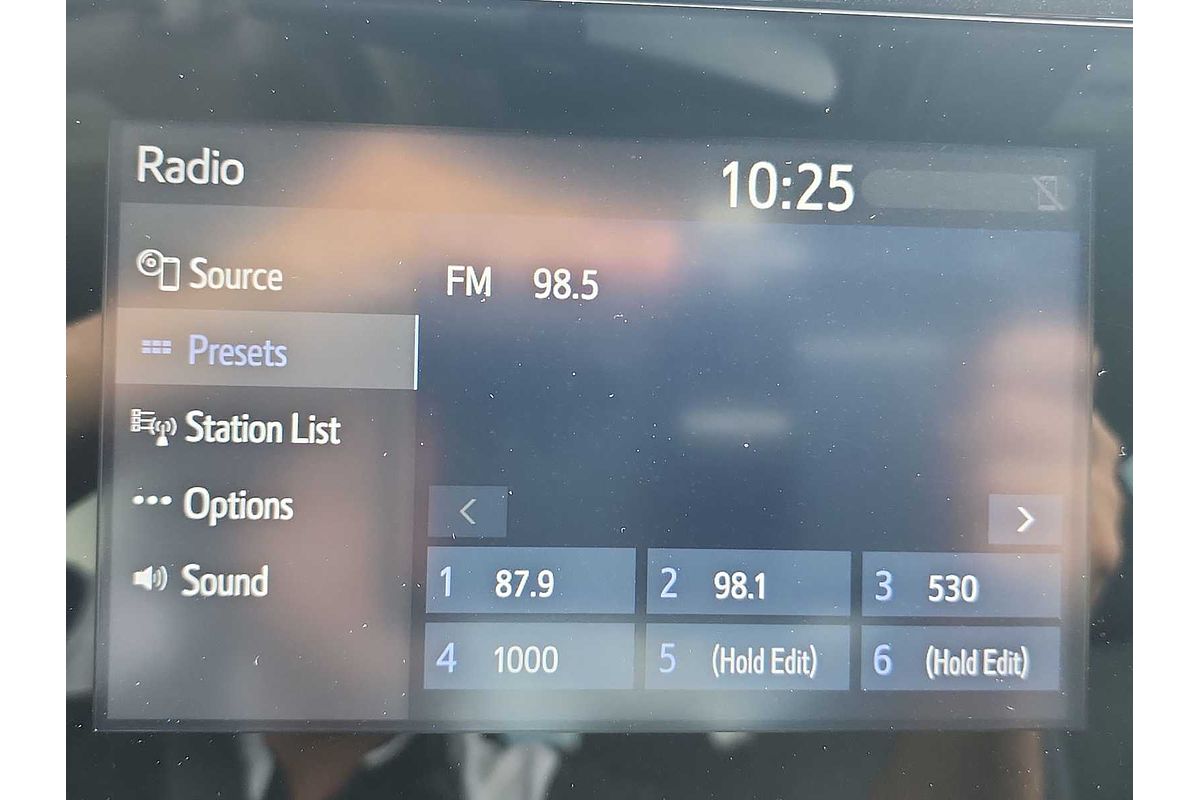 Radio
10:25
Source
FM 98.5
Presets
Station List
Options
Sound
1 87.9
2 98.1
3 530
4 1000
5 (Hold Edit)
6 (Hold Edit)